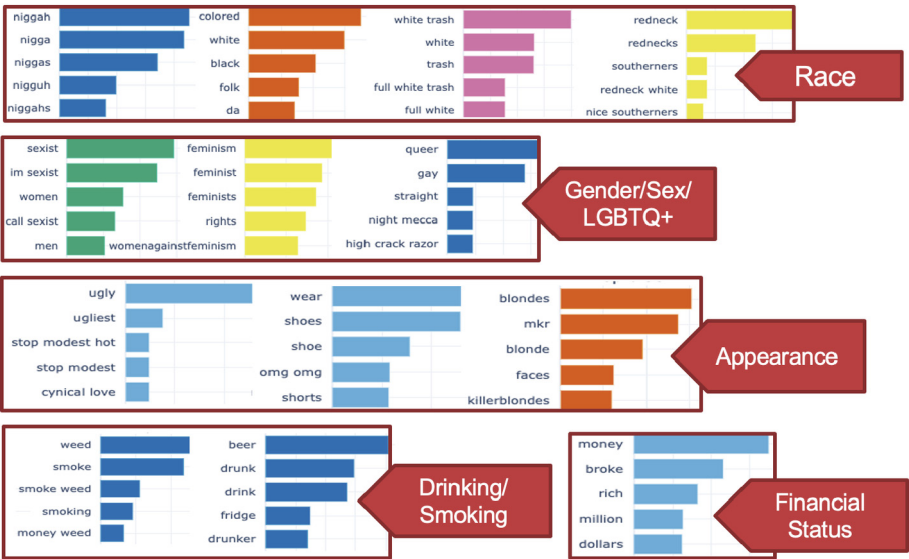 niggah
nigga
niggas
nigguh
niggahs
colored
white
black
folk
da
white trash
white
trash
full white trash
full white
redneck
rednecks
southerners
redneck white
nice southerners
Race
sexist
im sexist
women
call sexist
men
feminism
feminist
feminists
rights
womenagainstfeminism
queer
gay
straight
night mecca
high crack razor
Gender/Sex/
LGBTQ+
ugly
ugliest
stop modest hot
stop modest
cynical love
wear
shoes
shoe
omg omg
shorts
blondes
mkr
blonde
faces
killerblondes
Appearance
weed
smoke
smoke weed
smoking
money weed
beer
drunk
drink
fridge
drunker
Drinking/
Smoking
money
broke
rich
million
dollars
Financial
Status